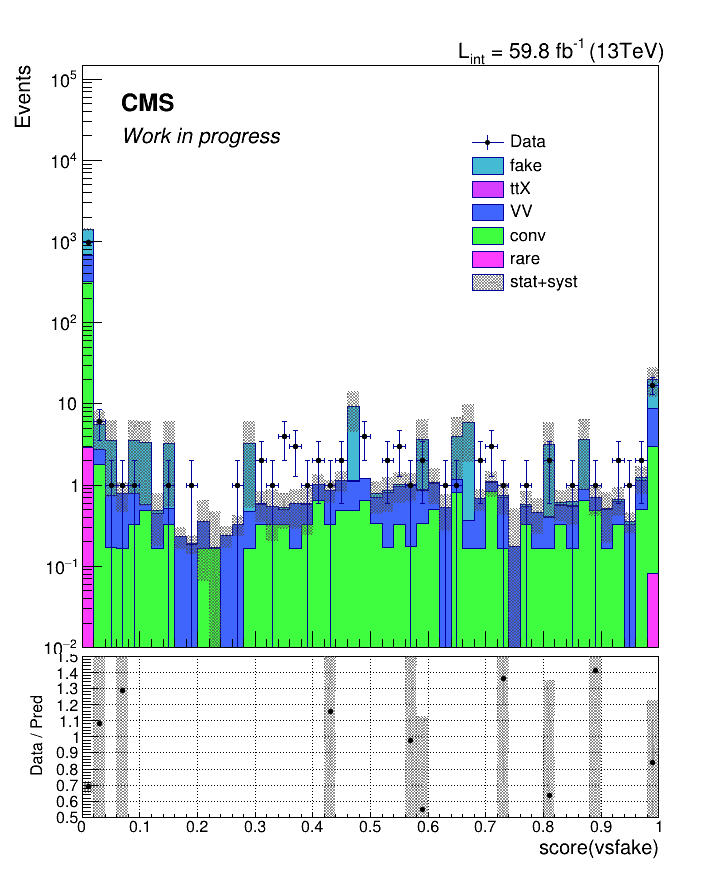 L_int = 59.8 fb^-1 (13TeV)
Events
CMS
Work in progress
Data
fake
ttX
VV
conv
rare
stat+syst
10^5
10^4
10^3
10^2
10
1
10^-1
10^-2
Data / Pred
1.5
1.4
1.3
1.2
1.1
1
0.9
0.8
0.7
0.6
0.5
0 0.1 0.2 0.3 0.4 0.5 0.6 0.7 0.8 0.9 1
score(vsfake)